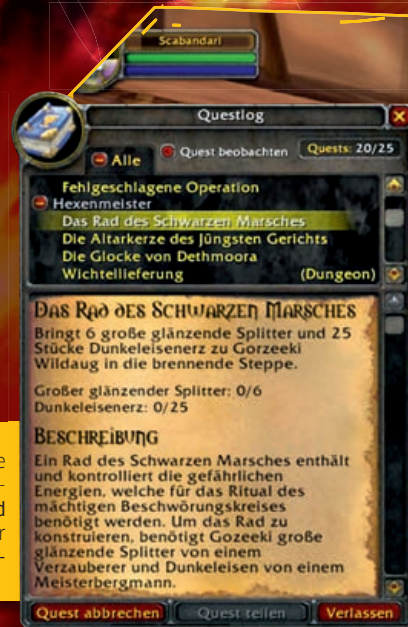 Scabandari
Questlog
Alle
Quest beobachten
Quests: 20/25
Fehlgeschlagene Operation
Hexenmeister
Das Rad des Schwarzen Marsches
Die Altarkerze des Jüngsten Gerichts
Die Glocke von Dethmoora
Wichtellieferung (Dungeon)
Das Rad des Schwarzen Marsches
Bringt 6 große glänzende Splitter und 25
Stücke Dunkeleisenerz zu Gorzeeki
Wildaug in die brennende Steppe.
Großer glänzender Splitter: 0/6
Dunkeleisenerz: 0/25
Beschreibung
Ein Rad des Schwarzen Marsches enthält
und kontrolliert die gefährlichen
Energien, welche für das Ritual des
mächtigen Beschwörungskreises
benötigt werden. Um das Rad zu
konstruieren, benötigt Gozeeki große
glänzende Splitter von einem
Verzauberer und Dunkeleisen von einem
Meisterbergmann.
Quest abbrechen
Quest teilen
Verlassen